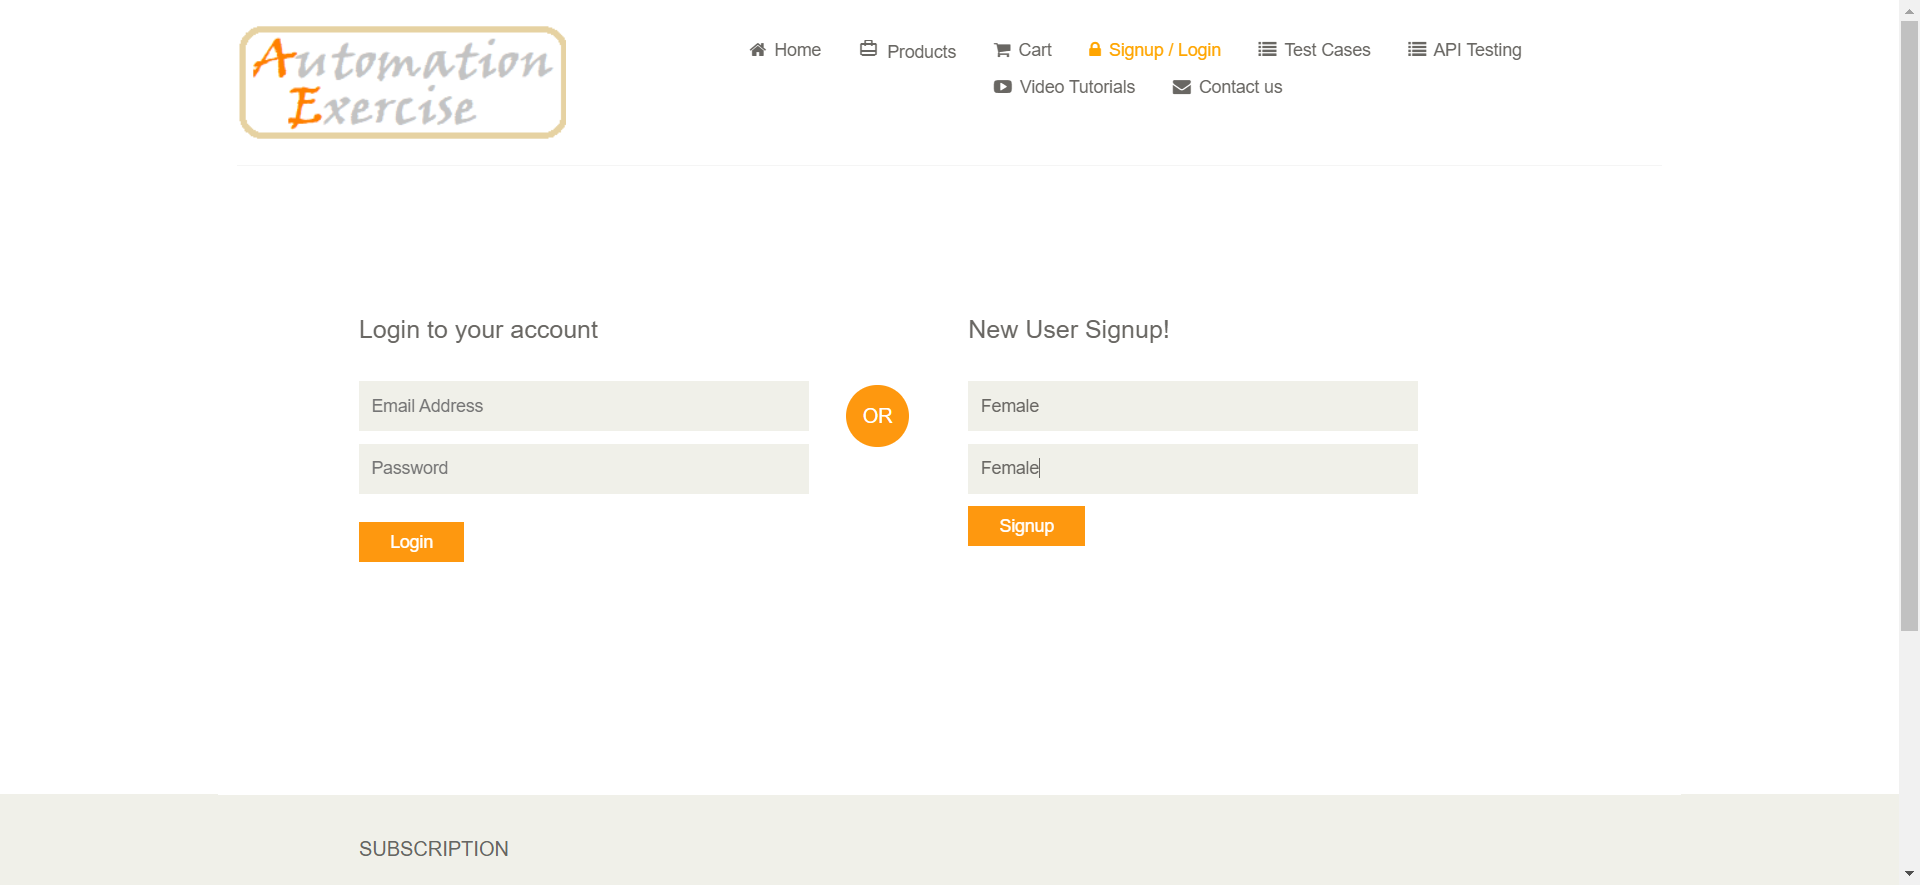 Automation
Exercise
Home
Products
Cart
Signup / Login
Test Cases
API Testing
Video Tutorials
Contact us
Login to your account
Email Address
Password
Login
OR
New User Signup!
Female
Female
Signup
SUBSCRIPTION